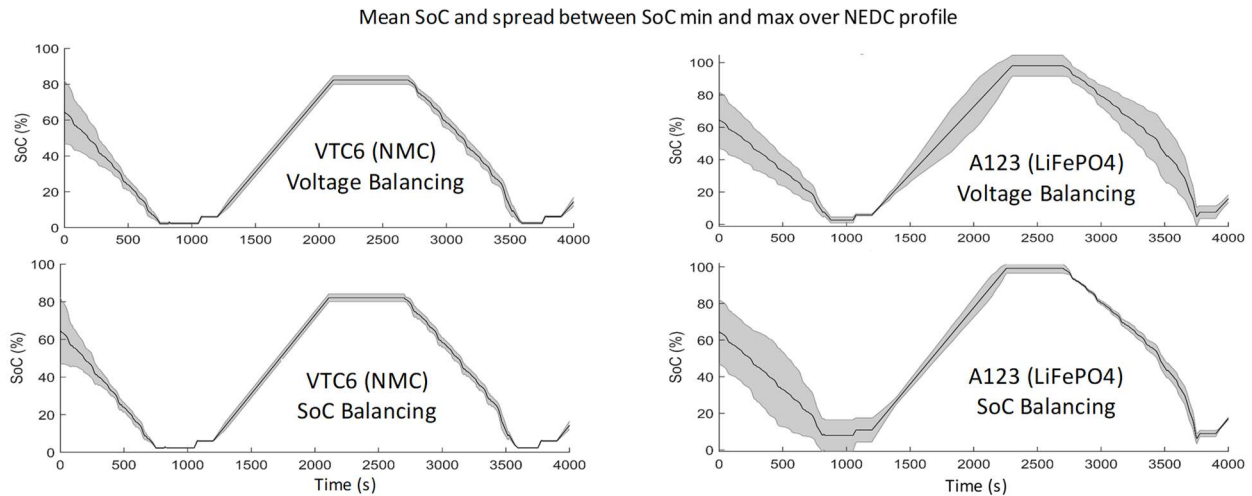 Mean SoC and spread between SoC min and max over NEDC profile
100
80
60
40
20
0
SoC (%)
0 500 1000 1500 2000 2500 3000 3500 4000
VTC6 (NMC)
Voltage Balancing
100
80
60
40
20
0
SoC (%)
0 500 1000 1500 2000 2500 3000 3500 4000
A123 (LiFePO4)
Voltage Balancing
100
80
60
40
20
0
SoC (%)
0 500 1000 1500 2000 2500 3000 3500 4000
Time (s)
VTC6 (NMC)
SoC Balancing
100
80
60
40
20
0
SoC (%)
0 500 1000 1500 2000 2500 3000 3500 4000
Time (s)
A123 (LiFePO4)
SoC Balancing